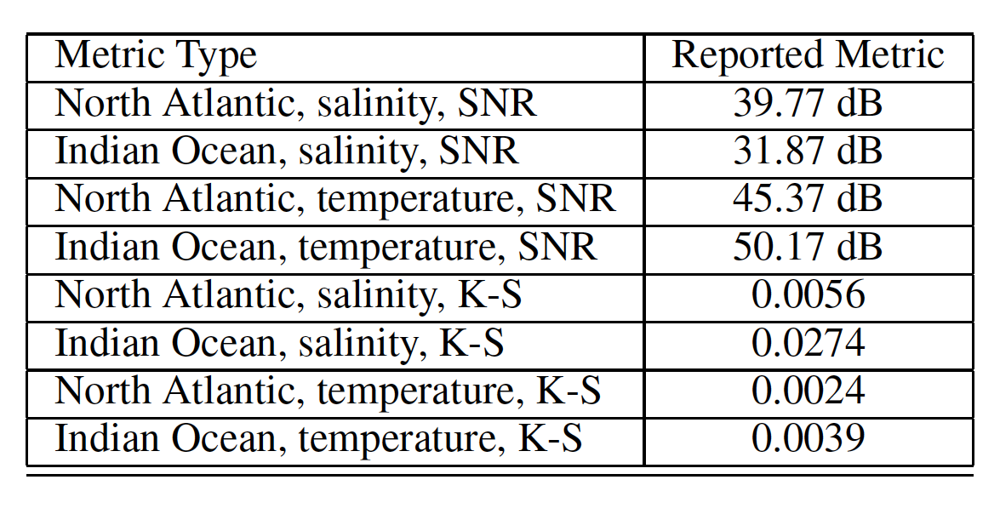 Metric Type Reported Metric
North Atlantic, salinity, SNR 39.77 dB
Indian Ocean, salinity, SNR 31.87 dB
North Atlantic, temperature, SNR 45.37 dB
Indian Ocean, temperature, SNR 50.17 dB
North Atlantic, salinity, K-S 0.0056
Indian Ocean, salinity, K-S 0.0274
North Atlantic, temperature, K-S 0.0024
Indian Ocean, temperature, K-S 0.0039